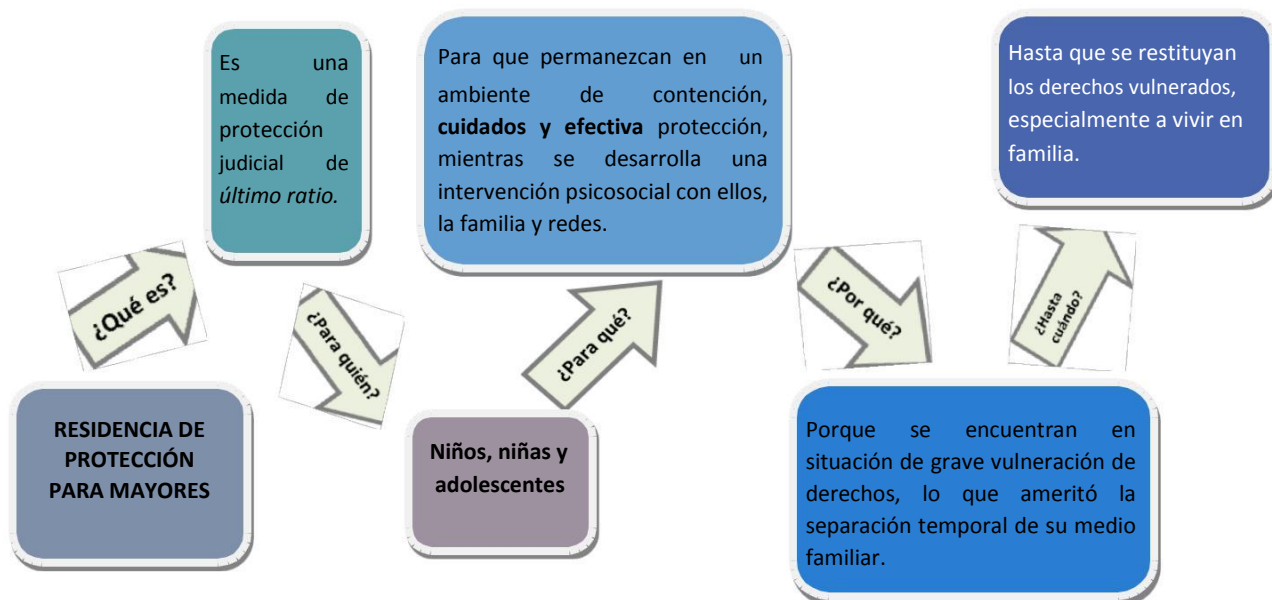 RESIDENCIA DE
PROTECCIÓN
PARA MAYORES
¿Qué es?
Es una
medida de
protección
judicial de
último ratio.
¿Para quién?
Niños, niñas y
adolescentes
¿Para qué?
Para que permanezcan en un
ambiente de contención,
cuidados y efectiva protección,
mientras se desarrolla una
intervención psicosocial con ellos,
la familia y redes.
¿Por qué?
Porque se encuentran en
situación de grave vulneración de
derechos, lo que ameritó la
separación temporal de su medio
familiar.
¿Hasta
cuándo?
Hasta que se restituyan
los derechos vulnerados,
especialmente a vivir en
familia.